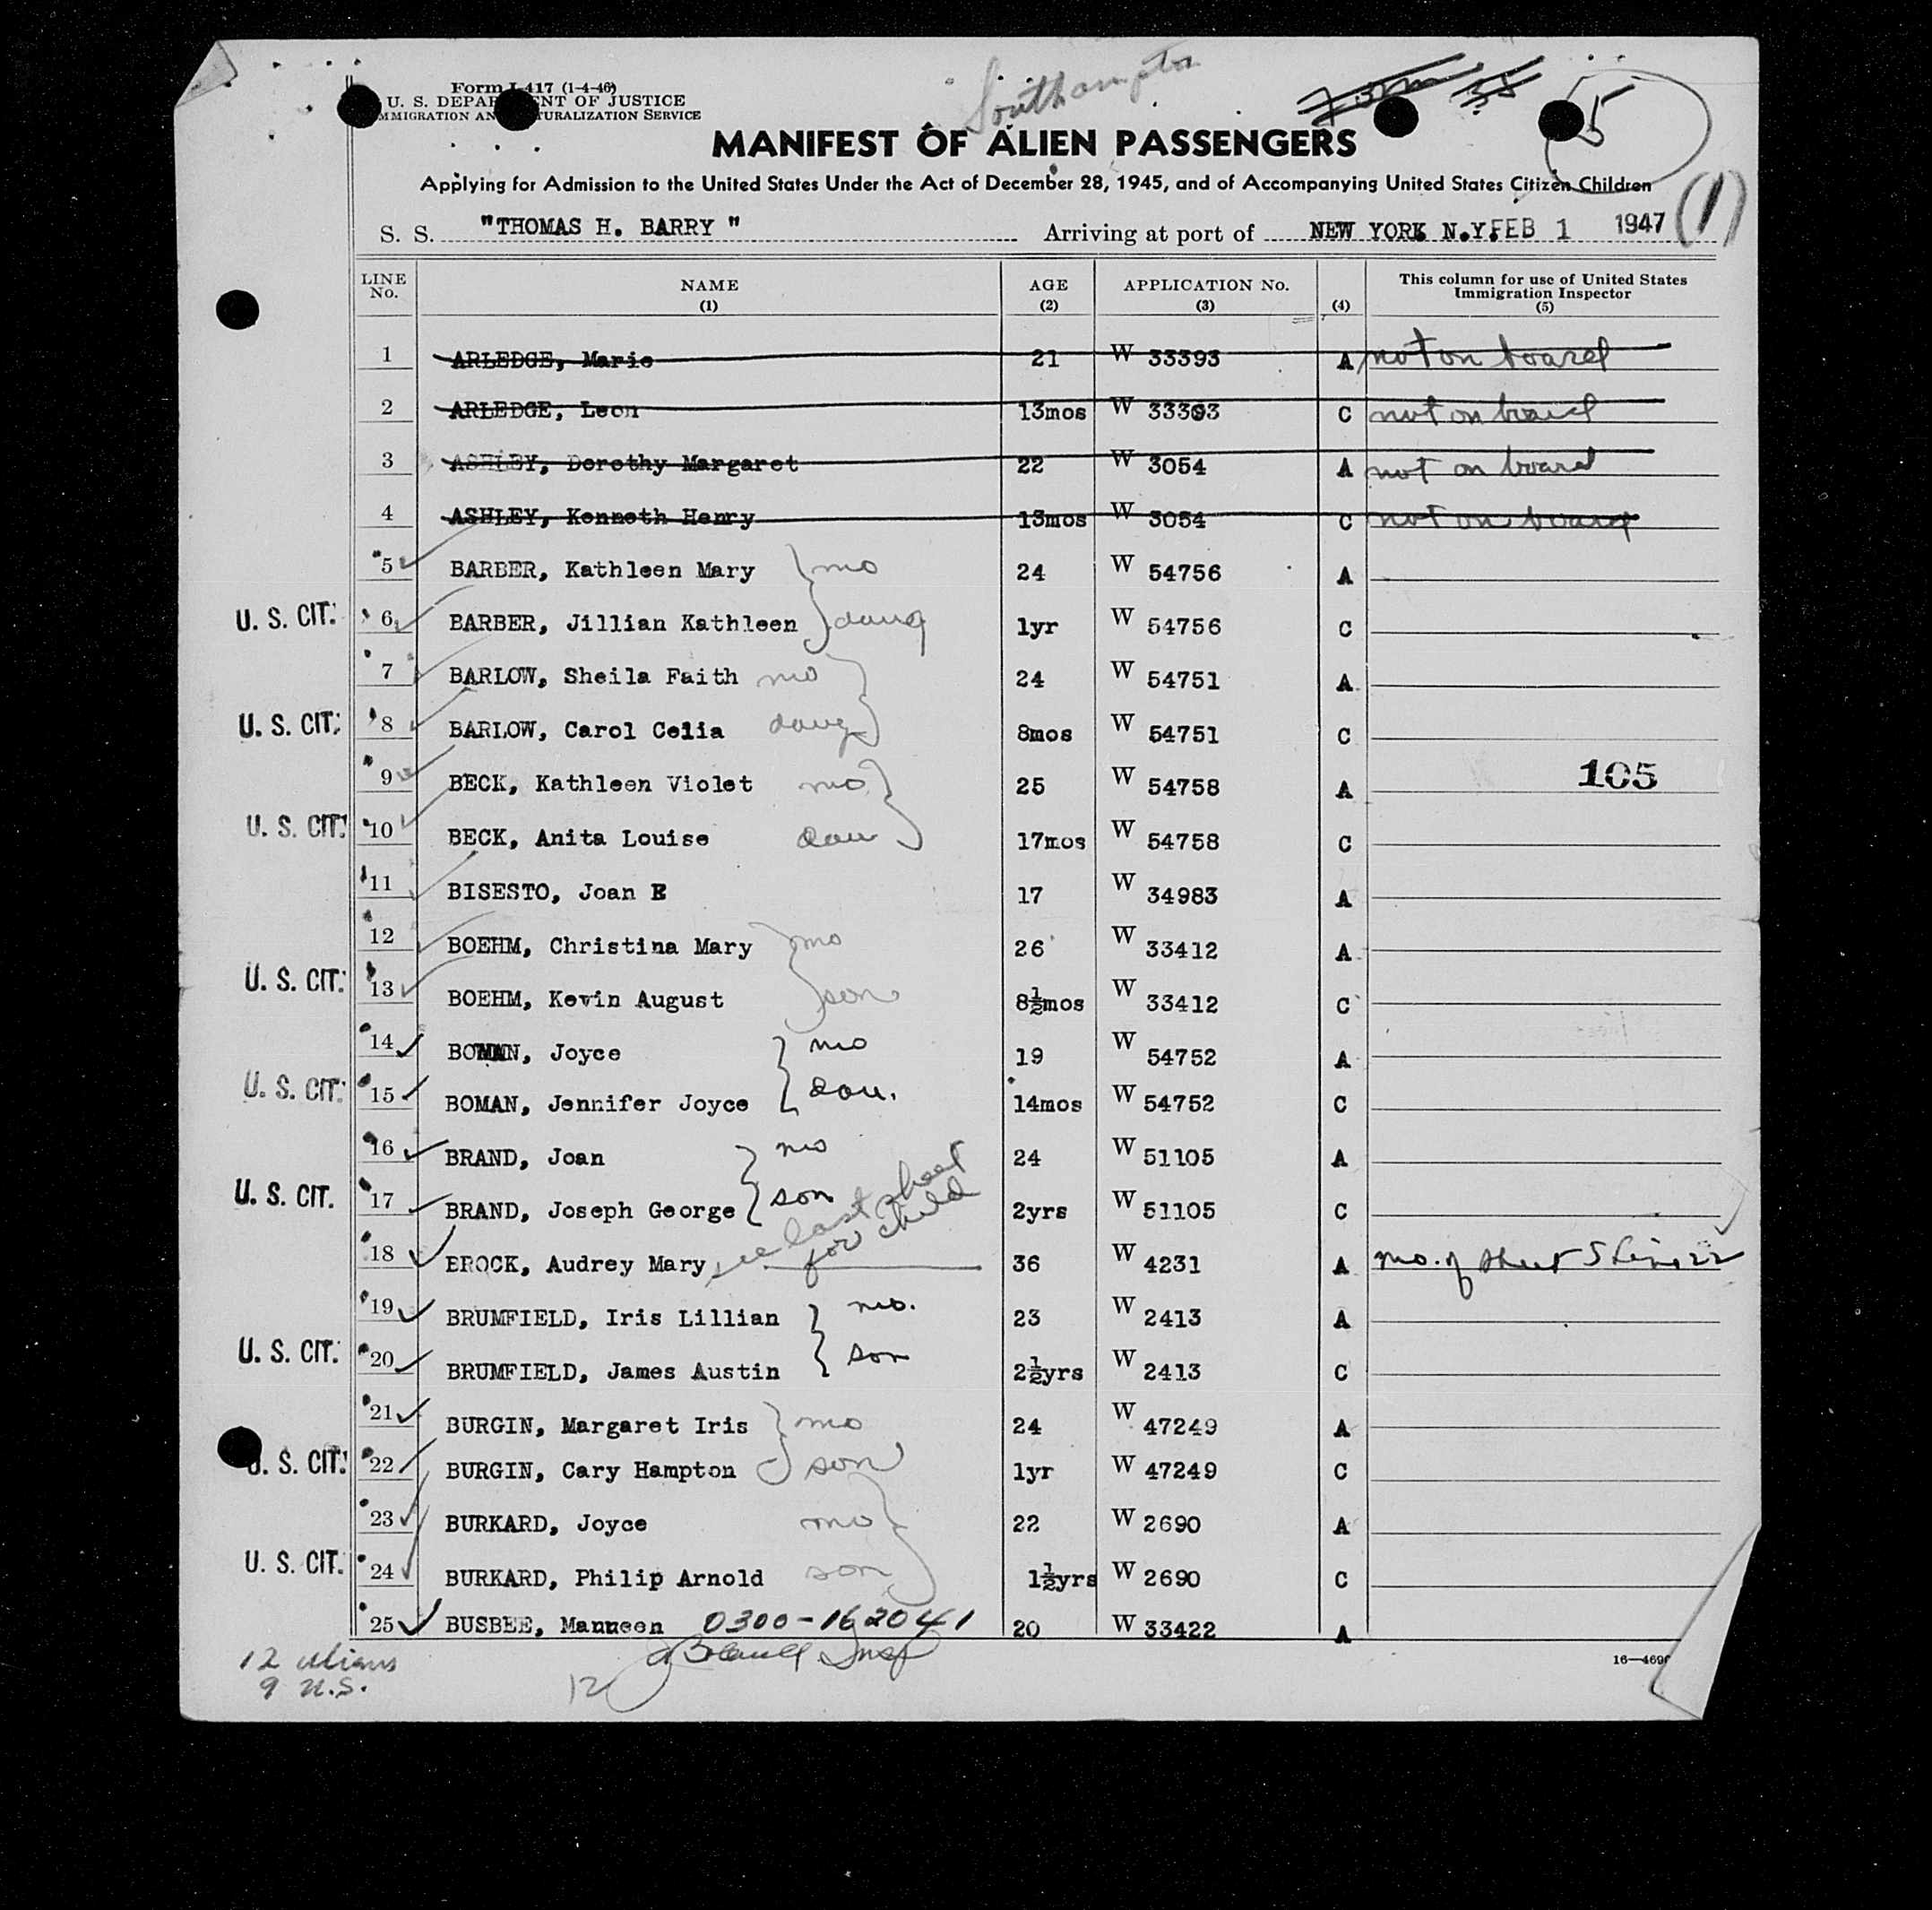 Southampton
Form I-417 (1-4-46)
U. S. DEPARTMENT OF JUSTICE
IMMIGRATION AND NATURALIZATION SERVICE
5
MANIFEST OF ALIEN PASSENGERS
Applying for Admission to the United States Under the Act of December 28, 1945, and of Accompanying United States Citizen Children
S. S. "THOMAS H. BARRY " Arriving at port of NEW YORK N.Y. FEB 1 1947 (1)
LINE No. NAME (1) AGE (2) APPLICATION No. (3) (4) This column for use of United States Immigration Inspector (5)
1 ARLEDGE, Marie 21 W 33393 A not on board
2 ARLEDGE, Leon 13mos W 33393 C not on board
3 ASHLEY, Dorothy Margaret 22 W 3054 A not on board
4 ASHLEY, Kenneth Henry 13mos W 3054 C not on board
5 BARBER, Kathleen Mary mo 24 W 54756 A
U. S. CIT. 6 BARBER, Jillian Kathleen daug 1yr W 54756 C
7 BARLOW, Sheila Faith mo 24 W 54751 A
U. S. CIT. 8 BARLOW, Carol Celia daug 8mos W 54751 C
9 BECK, Kathleen Violet mo 25 W 54758 A
105
U. S. CIT. 10 BECK, Anita Louise dau 17mos W 54758 C
11 BISESTO, Joan E 17 W 34983 A
12 BOEHM, Christina Mary mo 26 W 33412 A
U. S. CIT. 13 BOEHM, Kevin August son 8½mos W 33412 C
14 BOMAN, Joyce mo 19 W 54752 A
U. S. CIT. 15 BOMAN, Jennifer Joyce dau. 14mos W 54752 C
16 BRAND, Joan mo 24 W 51105 A
U. S. CIT. 17 BRAND, Joseph George son 2yrs W 51105 C
18 BROCK, Audrey Mary see last sheet for child 36 W 4231 A mo. of sheet 5 line 22
19 BRUMFIELD, Iris Lillian mo. 23 W 2413 A
U. S. CIT. 20 BRUMFIELD, James Austin son 2½yrs W 2413 C
21 BURGIN, Margaret Iris mo 24 W 47249 A
U. S. CIT. 22 BURGIN, Cary Hampton son 1yr W 47249 C
23 BURKARD, Joyce mo 22 W 2690 A
U. S. CIT. 24 BURKARD, Philip Arnold son 1½yrs W 2690 C
25 BUSBEE, Maureen 0300-162041 20 W 33422 A
Insp
12 aliens
9 U.S.
12
16—469